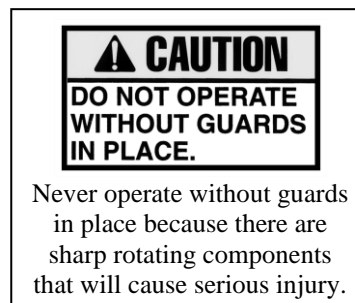 CAUTION
DO NOT OPERATE
WITHOUT GUARDS
IN PLACE.
Never operate without guards
in place because there are
sharp rotating components
that will cause serious injury.